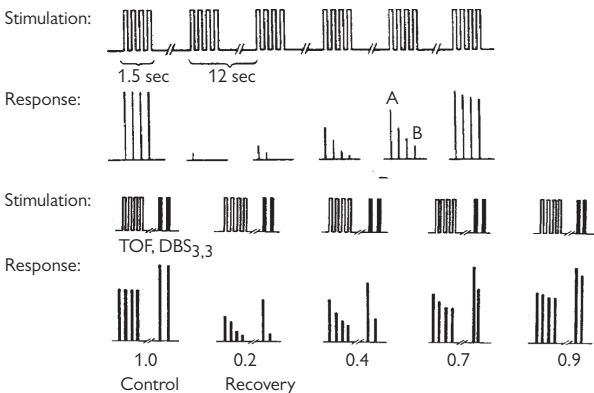 Stimulation:
1.5 sec 12 sec
Response:
A
B
Stimulation:
TOF, DBS3,3
Response:
1.0 0.2 0.4 0.7 0.9
Control Recovery